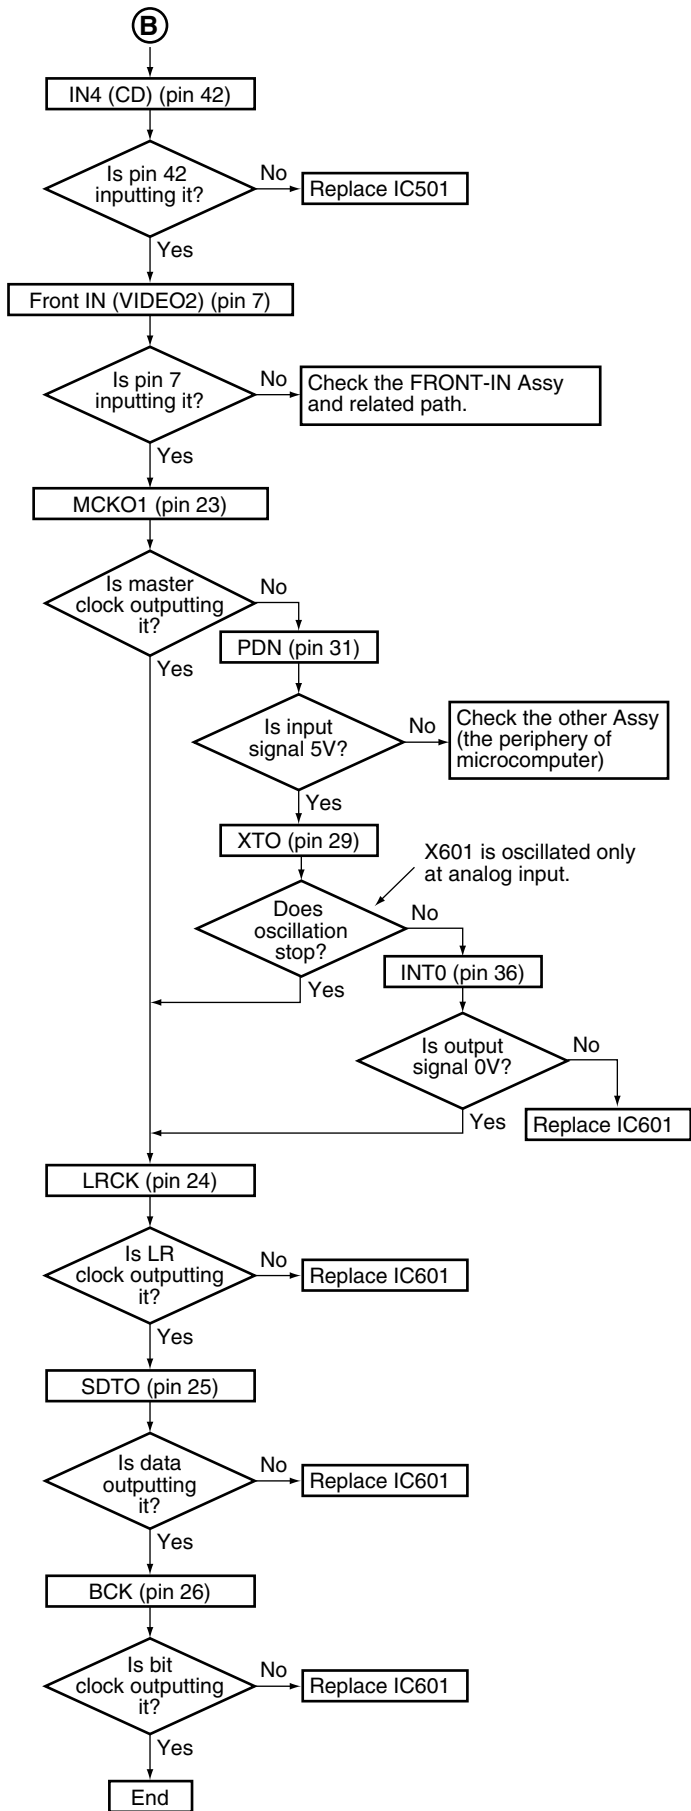 B
IN4 (CD) (pin 42)
Is pin 42
inputting it?
No
Replace IC501
Yes
Front IN (VIDEO2) (pin 7)
Is pin 7
inputting it?
No
Check the FRONT-IN Assy
and related path.
Yes
MCKO1 (pin 23)
Is master
clock outputting
it?
No
Yes
PDN (pin 31)
Is input
signal 5V?
No
Check the other Assy
(the periphery of
microcomputer)
Yes
XTO (pin 29)
X601 is oscillated only
at analog input.
Does
oscillation
stop?
No
Yes
INT0 (pin 36)
Is output
signal 0V?
No
Yes
Replace IC601
LRCK (pin 24)
Is LR
clock outputting
it?
No
Replace IC601
Yes
SDTO (pin 25)
Is data
outputting
it?
No
Replace IC601
Yes
BCK (pin 26)
Is bit
clock outputting
it?
No
Replace IC601
Yes
End